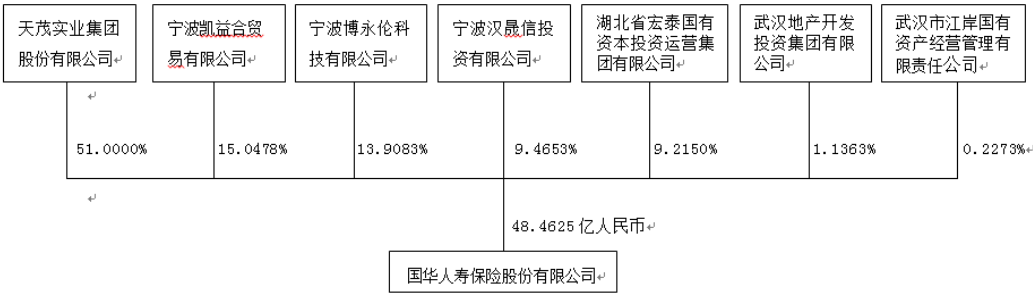 天茂实业集团
股份有限公司
宁波凯益合贸
易有限公司
宁波博永伦科
技有限公司
宁波汉晟信投
资有限公司
湖北省宏泰国有
资本投资运营集
团有限公司
武汉地产开发
投资集团有限
公司
武汉市江岸国有
资产经营管理有
限责任公司
51.0000%
15.0478%
13.9083%
9.4653%
9.2150%
1.1363%
0.2273%
48.4625 亿人民币
国华人寿保险股份有限公司